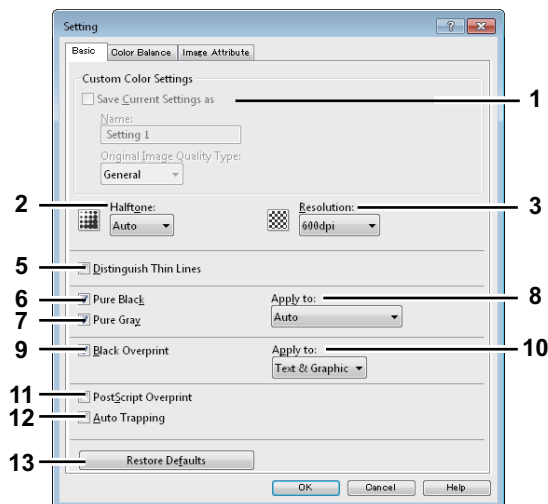 Setting
Basic Color Balance Image Attribute
Custom Color Settings
Save Current Settings as 1
Name:
Setting 1
Original Image Quality Type:
General
2 Halftone: Resolution: 3
Auto 600dpi
5 Distinguish Thin Lines
6 Pure Black Apply to: 8
7 Pure Gray Auto
9 Black Overprint Apply to: 10
Text & Graphic
11 PostScript Overprint
12 Auto Trapping
13 Restore Defaults
OK Cancel Help